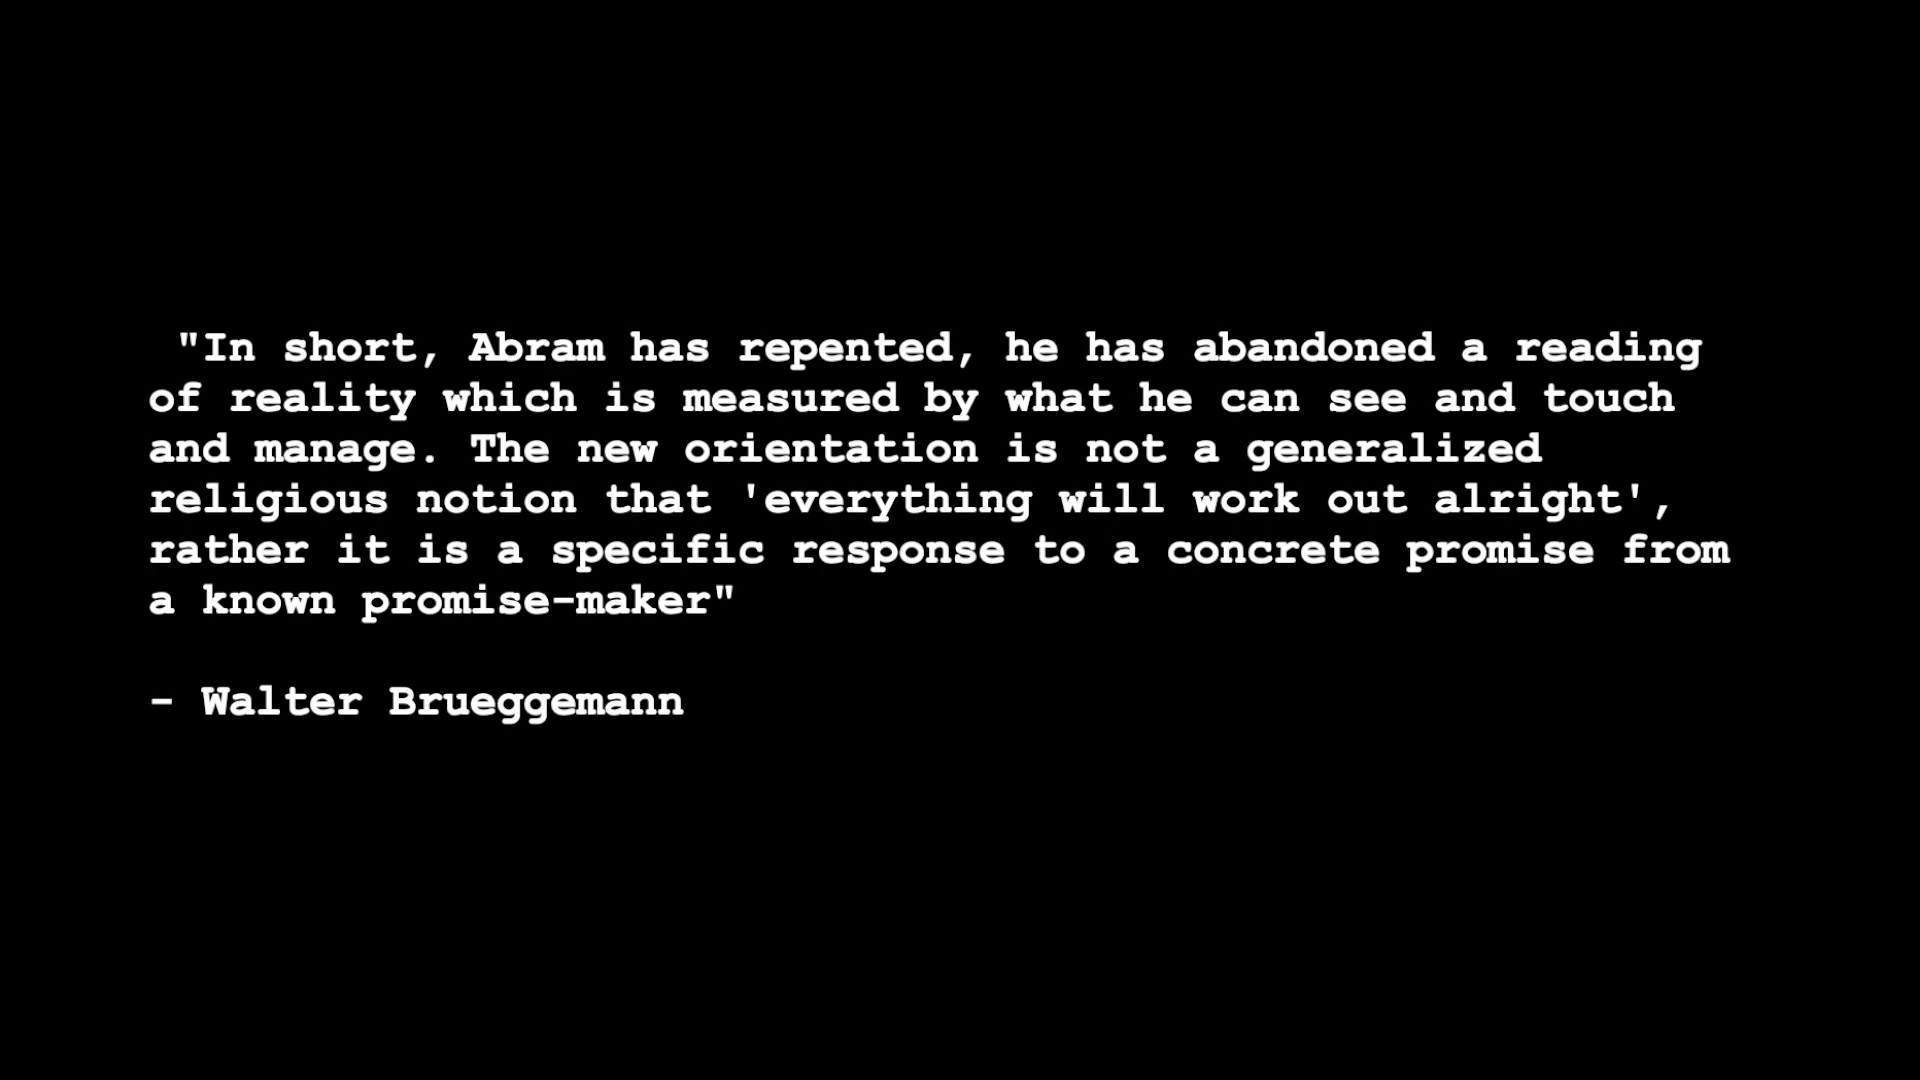 "In short, Abram has repented, he has abandoned a reading
of reality which is measured by what he can see and touch
and manage. The new orientation is not a generalized
religious notion that 'everything will work out alright',
rather it is a specific response to a concrete promise from
a known promise-maker"
- Walter Brueggemann